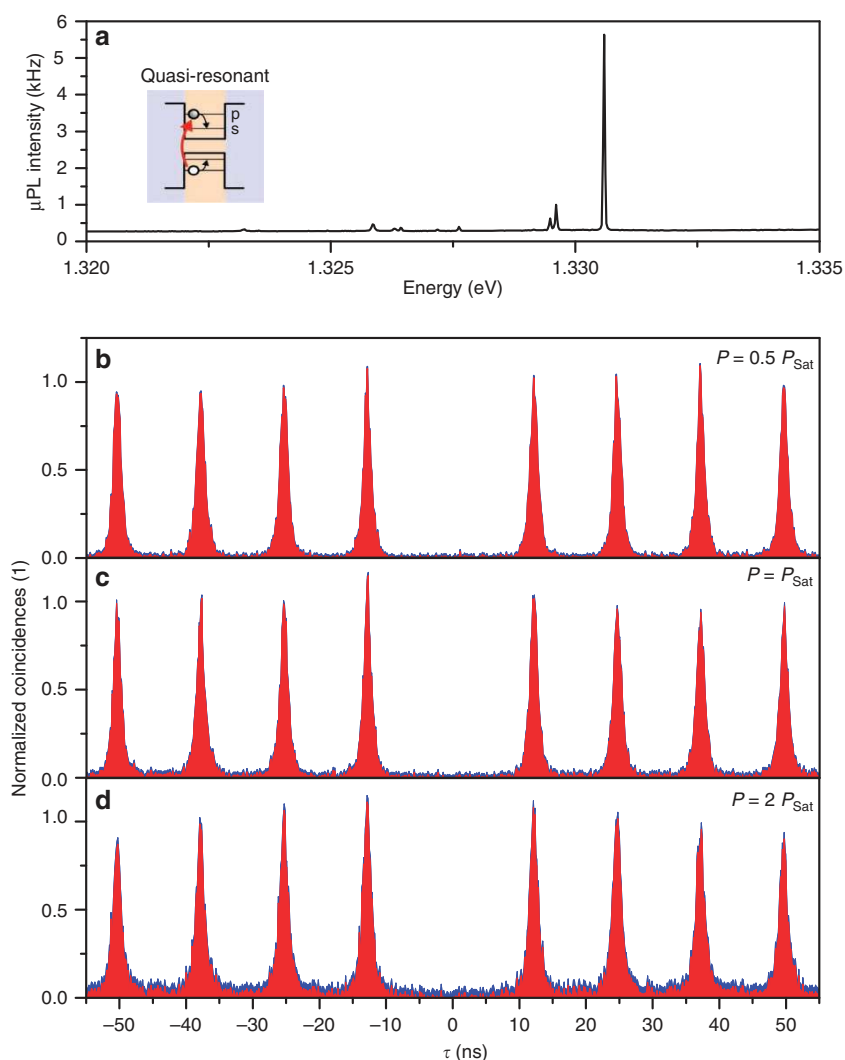 a
Quasi-resonant
p
s
μPL intensity (kHz)
6
5
4
3
2
1
0
1.320
1.325
1.330
1.335
Energy (eV)
b
P = 0.5 P_Sat
1.0
0.5
0.0
c
P = P_Sat
1.0
0.5
0.0
d
P = 2 P_Sat
1.0
0.5
0.0
Normalized coincidences (1)
−50
−40
−30
−20
−10
0
10
20
30
40
50
τ (ns)